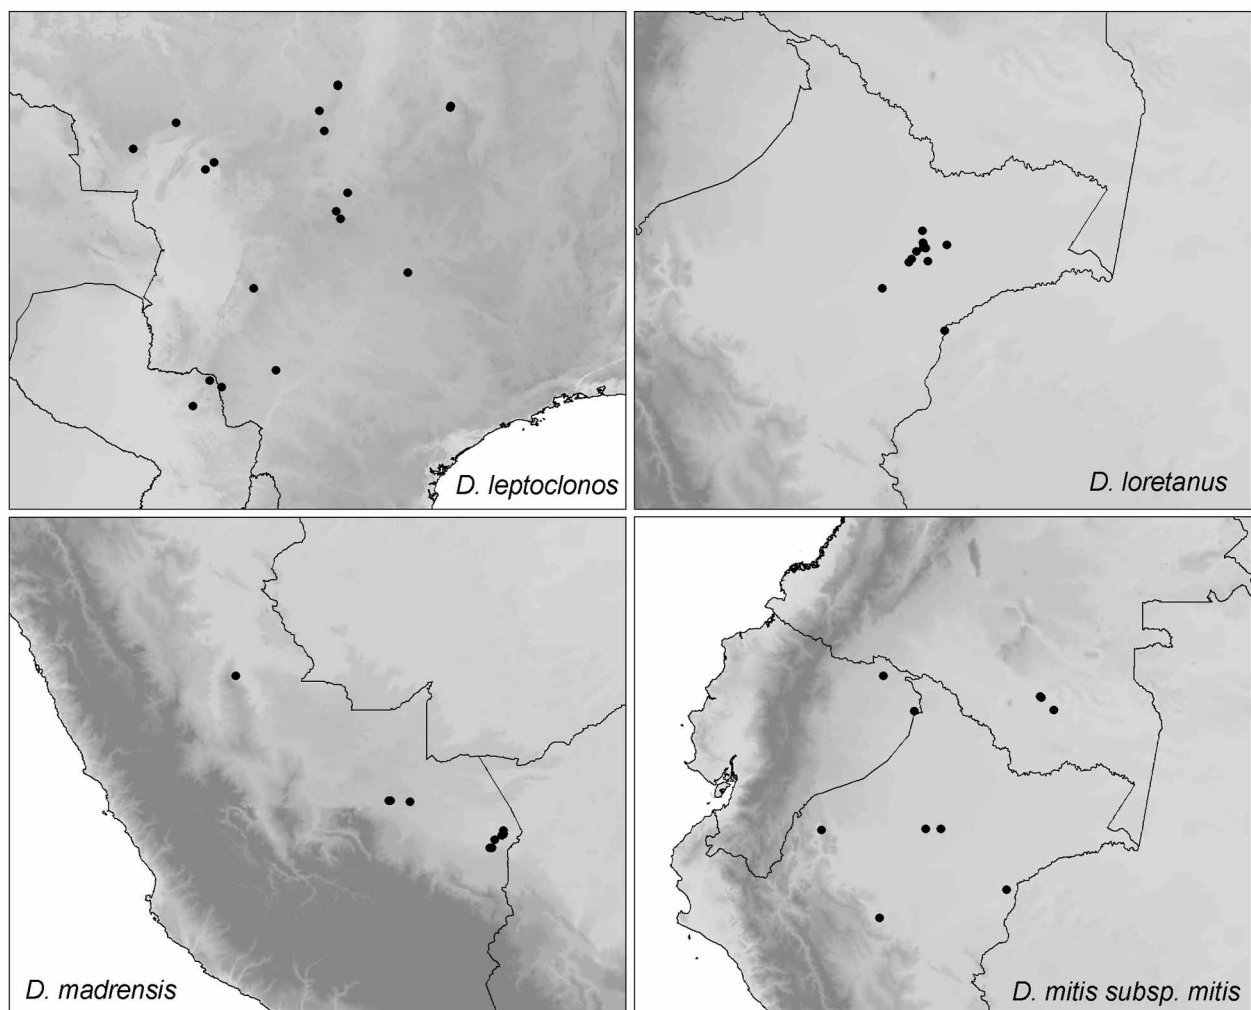 D. leptoclonos
D. loretanus
D. madrensis
D. mitis subsp. mitis